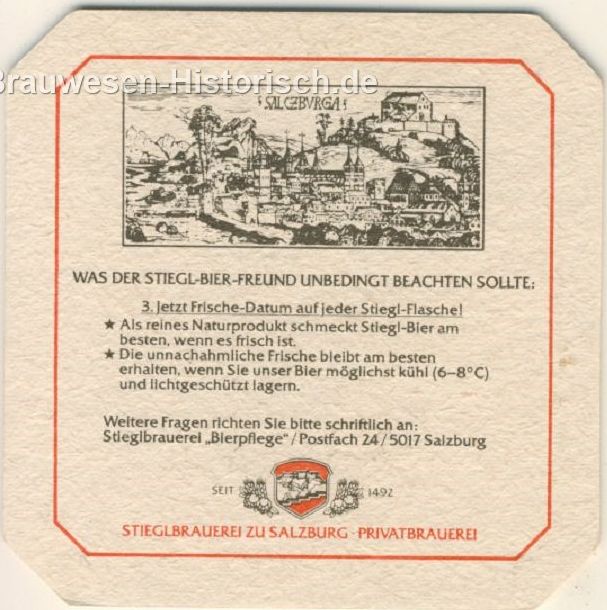 Brauwesen-Historisch.de
SALCZBVRGA
WAS DER STIEGL-BIER-FREUND UNBEDINGT BEACHTEN SOLLTE:
3. Jetzt Frische-Datum auf jeder Stiegl-Flasche!
★ Als reines Naturprodukt schmeckt Stiegl-Bier am
besten, wenn es frisch ist.
★ Die unnachahmliche Frische bleibt am besten
erhalten, wenn Sie unser Bier möglichst kühl (6–8°C)
und lichtgeschützt lagern.
Weitere Fragen richten Sie bitte schriftlich an:
Stieglbrauerei „Bierpflege“/Postfach 24/5017 Salzburg
SEIT 1492
STIEGLBRAUEREI ZU SALZBURG · PRIVATBRAUEREI